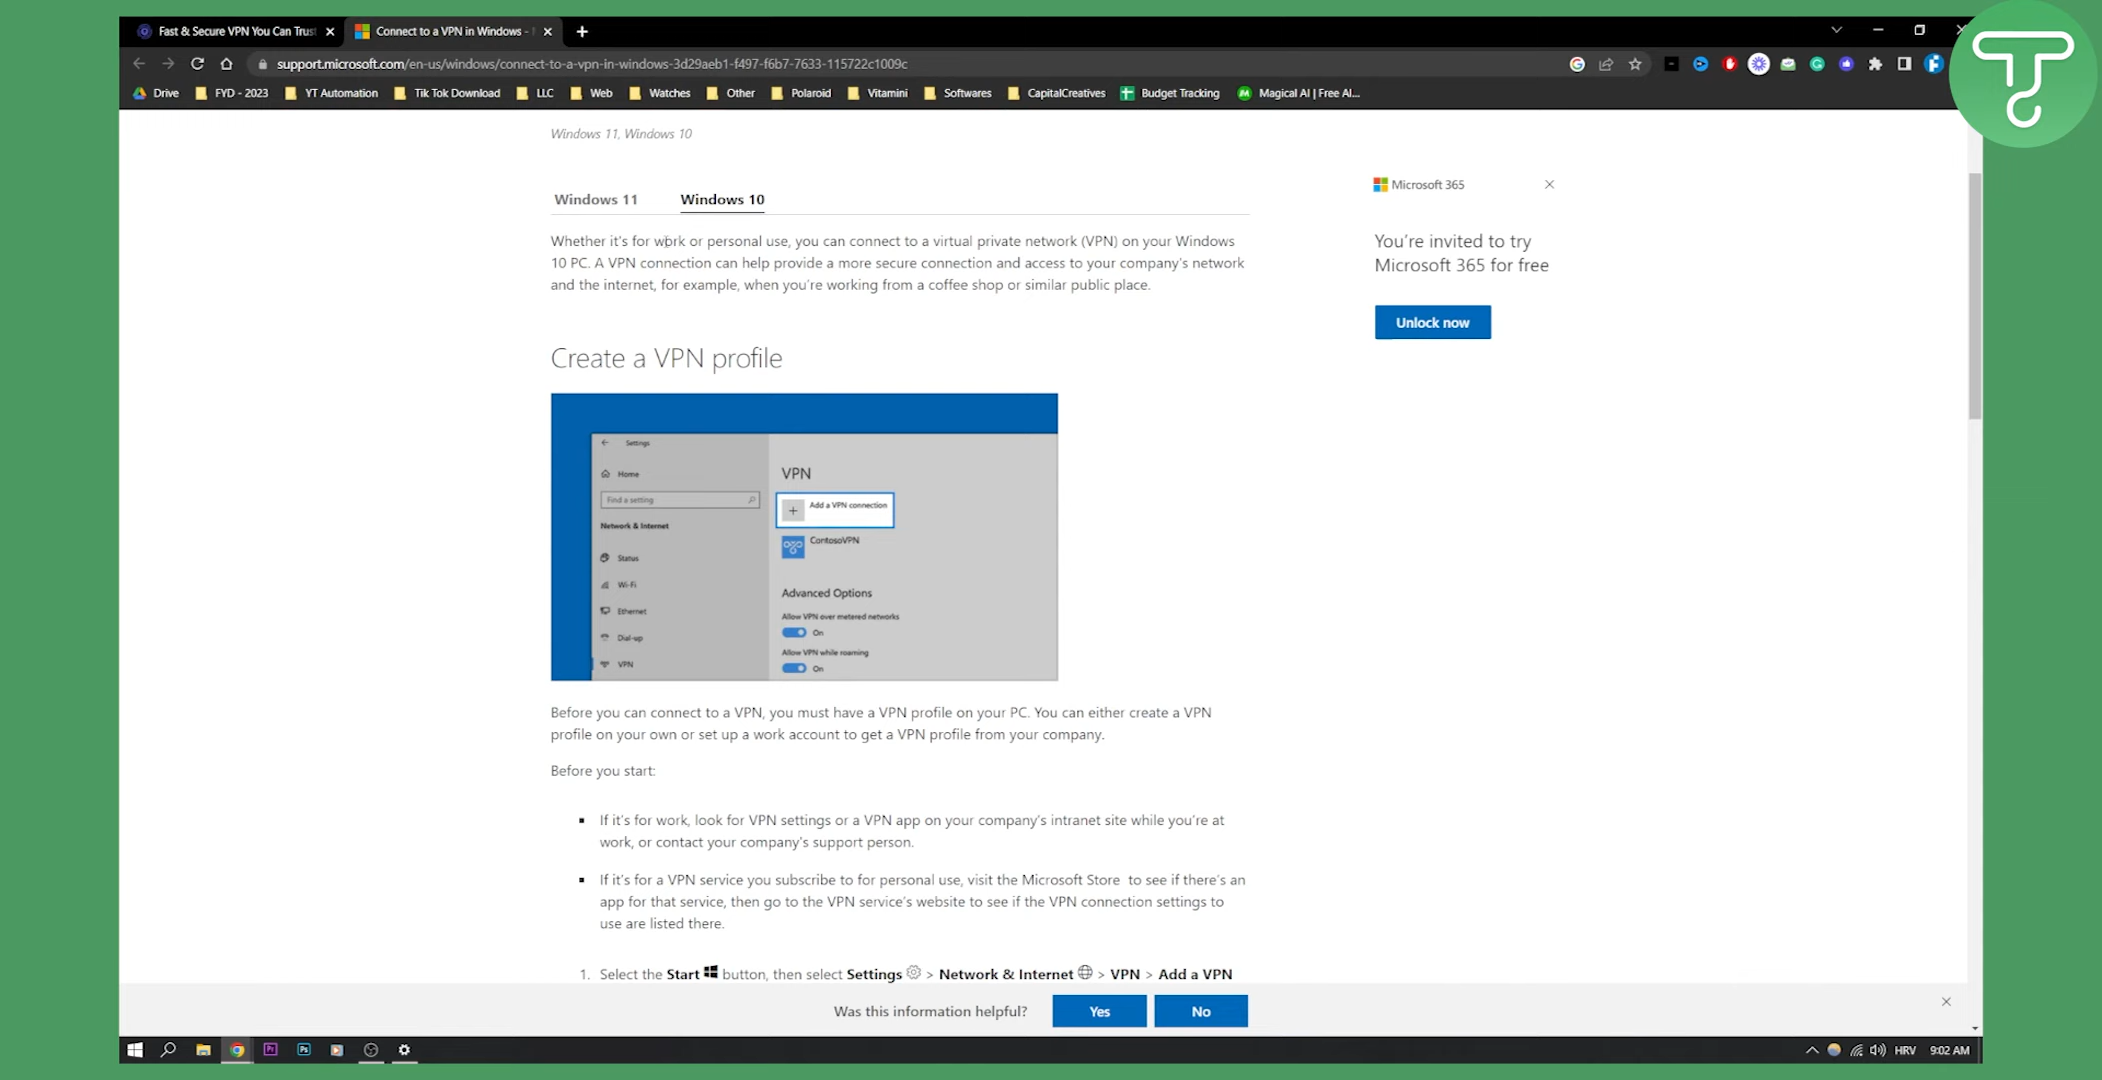 Fast & Secure VPN You Can Trust
Connect to a VPN in Windows -
support.microsoft.com/en-us/windows/connect-to-a-vpn-in-windows-3d29aeb1-f497-f6b7-7633-115722c1009c
Drive FYD - 2023 YT Automation Tik Tok Download LLC Web Watches Other Polaroid Vitamini Softwares CapitalCreatives Budget Tracking Magical AI | Free AI...
Windows 11, Windows 10
Windows 11 Windows 10
Whether it's for work or personal use, you can connect to a virtual private network (VPN) on your Windows
10 PC. A VPN connection can help provide a more secure connection and access to your company's network
and the internet, for example, when you're working from a coffee shop or similar public place.
Microsoft 365
You're invited to try
Microsoft 365 for free
Unlock now
Create a VPN profile
Settings
Home
Find a setting
Network & Internet
Status
Wi-Fi
Ethernet
Dial-up
VPN
VPN
Add a VPN connection
ContosoVPN
Advanced Options
Allow VPN over metered networks
On
Allow VPN while roaming
On
Before you can connect to a VPN, you must have a VPN profile on your PC. You can either create a VPN
profile on your own or set up a work account to get a VPN profile from your company.
Before you start:
If it's for work, look for VPN settings or a VPN app on your company's intranet site while you're at
work, or contact your company's support person.
If it's for a VPN service you subscribe to for personal use, visit the Microsoft Store to see if there's an
app for that service, then go to the VPN service's website to see if the VPN connection settings to
use are listed there.
1. Select the Start button, then select Settings > Network & Internet > VPN > Add a VPN
Was this information helpful? Yes No
Pr Ps HRV 9:02 AM